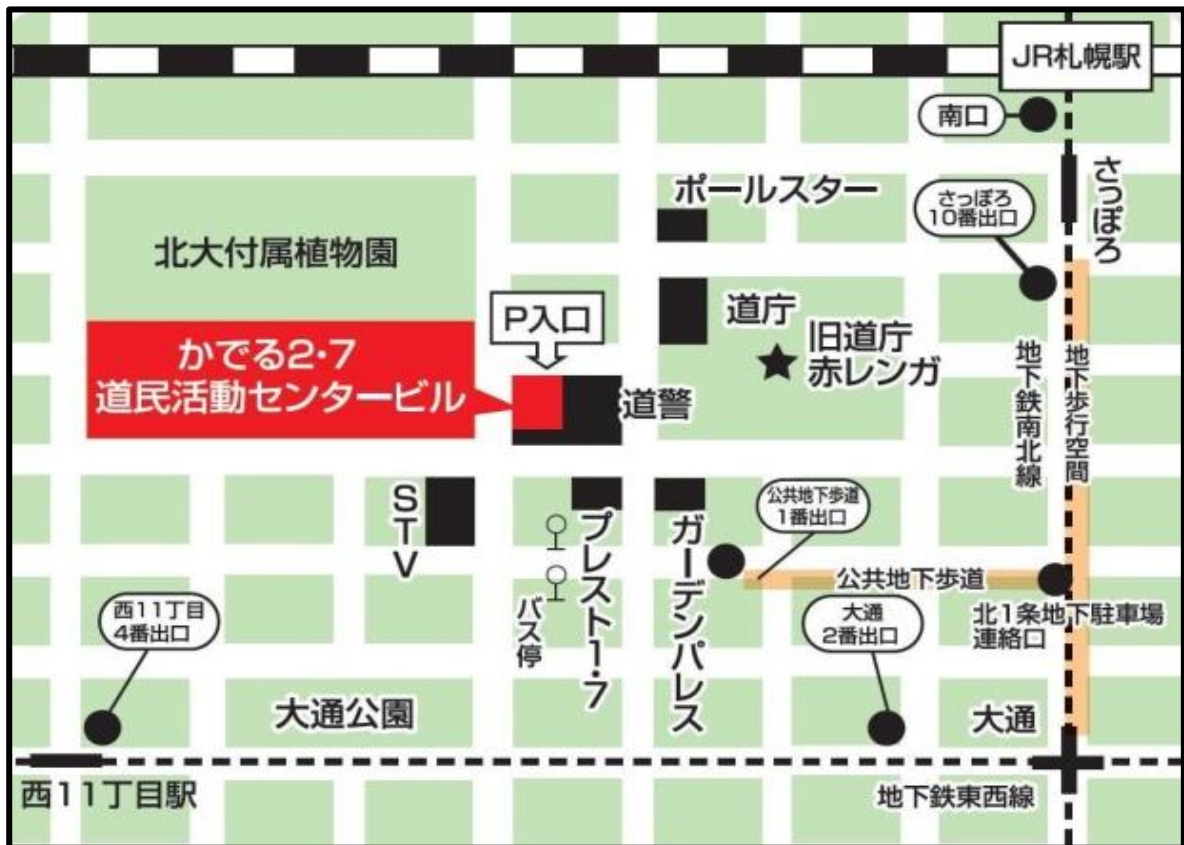 JR札幌駅
南口
さっぽろ
ポールスター
さっぽろ
10番出口
北大付属植物園
P入口
道庁
旧道庁
赤レンガ
かでる2・7
道民活動センタービル
道警
地下鉄南北線
地下歩行空間
STV
プレスト1・7
ガーデンパレス
公共地下歩道
1番出口
公共地下歩道
バス停
西11丁目
4番出口
大通
2番出口
北1条地下駐車場
連絡口
大通公園
大通
西11丁目駅
地下鉄東西線